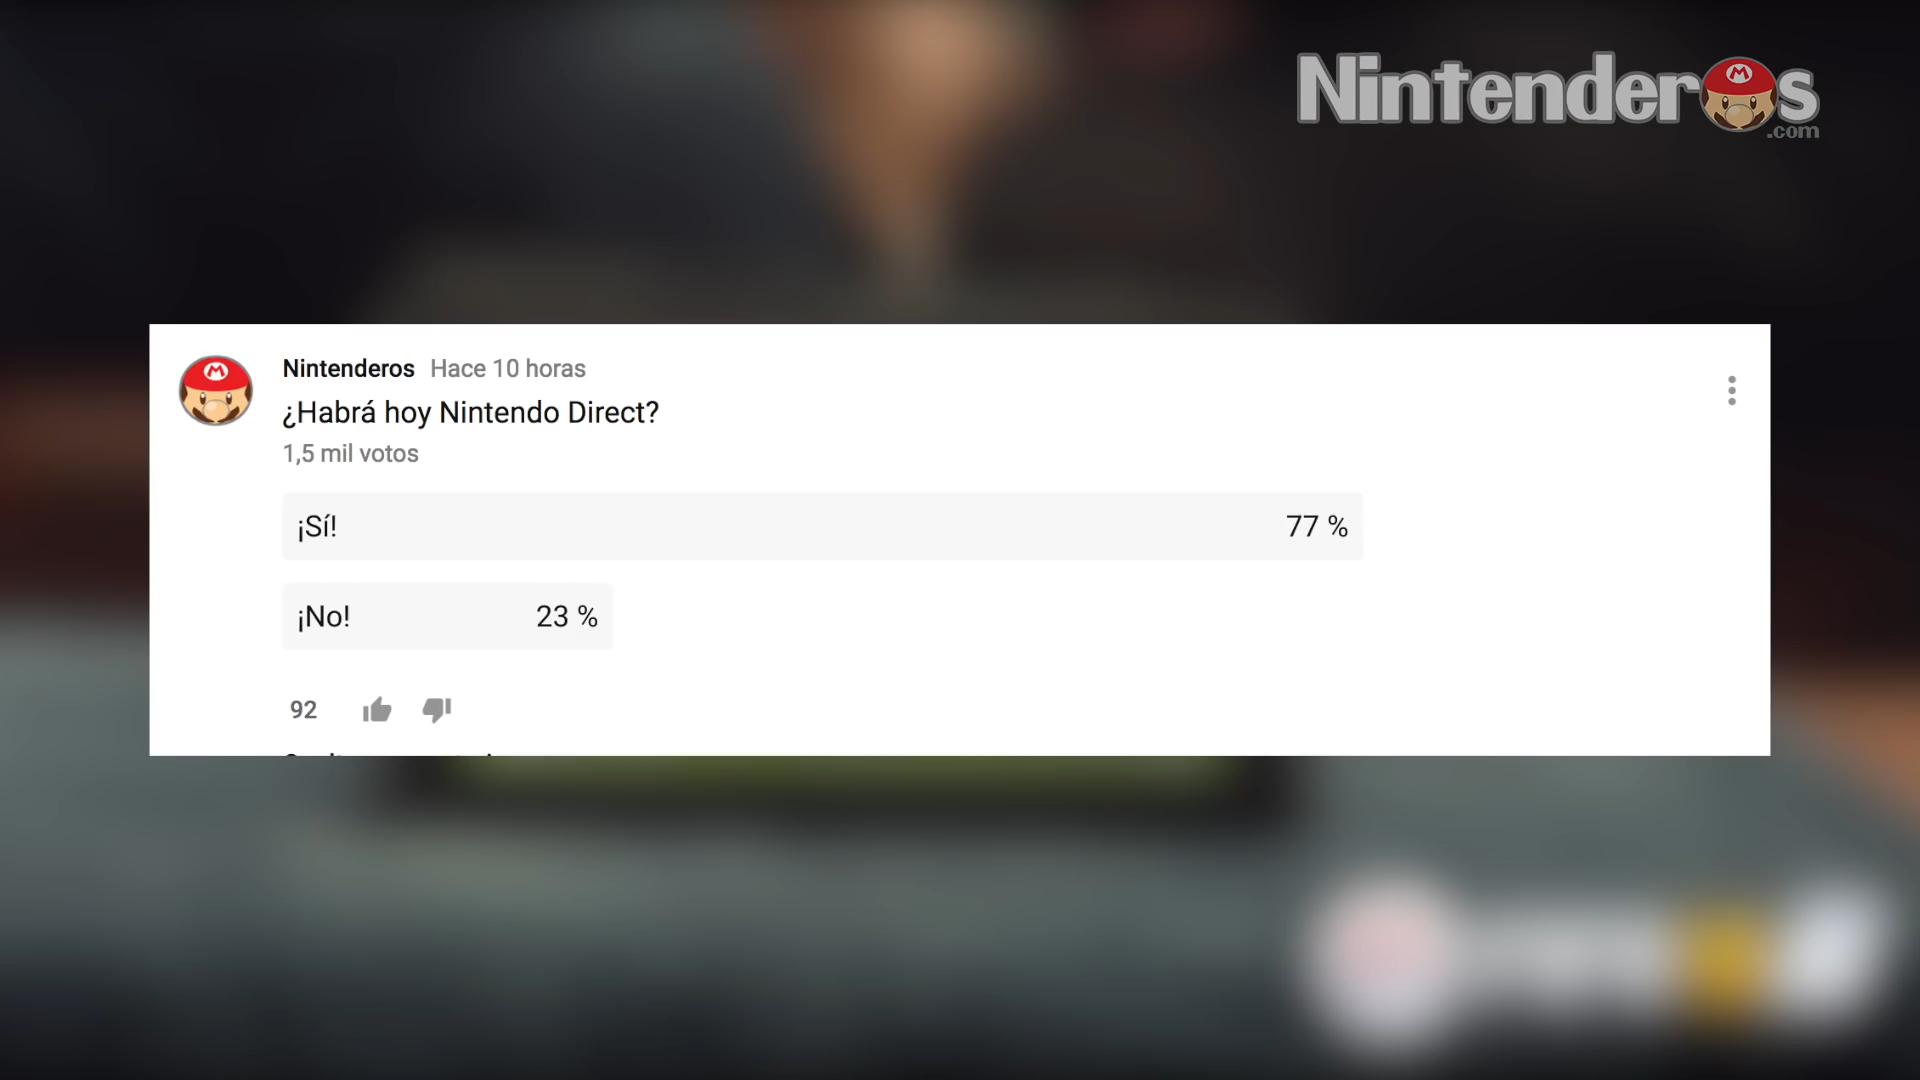 Nintenderos
.com
Nintenderos Hace 10 horas
¿Habrá hoy Nintendo Direct?
1,5 mil votos
¡Sí! 77 %
¡No! 23 %
92